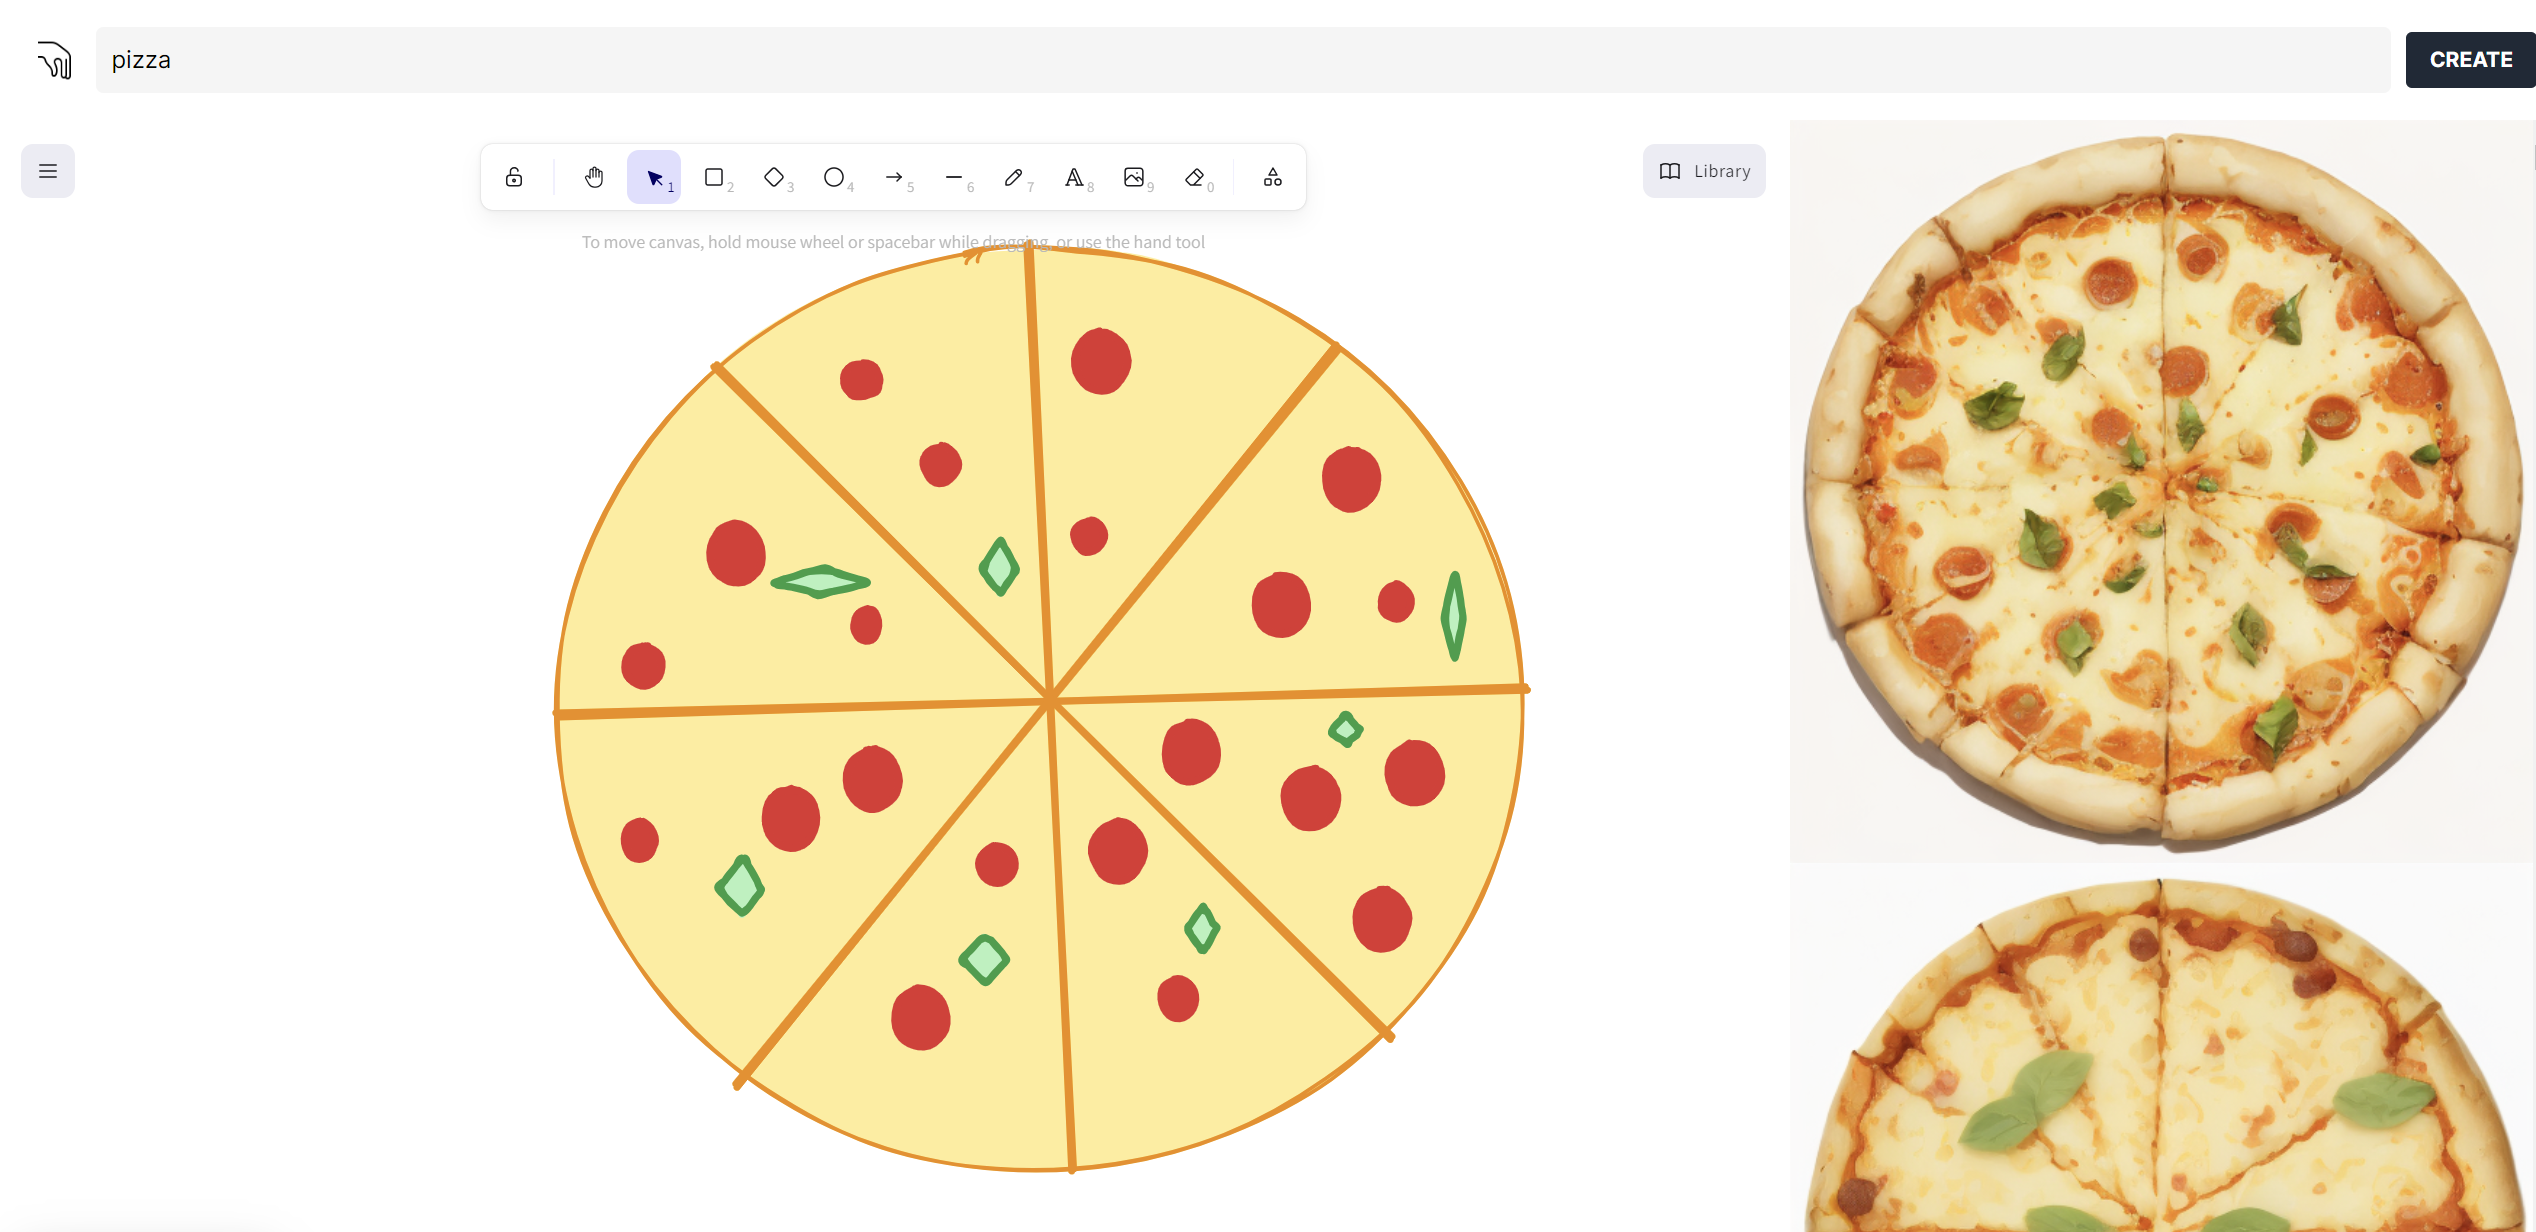 pizza
CREATE
1 2 3 4 5 6 7 8 9 0
Library
To move canvas, hold mouse wheel or spacebar while dragging, or use the hand tool